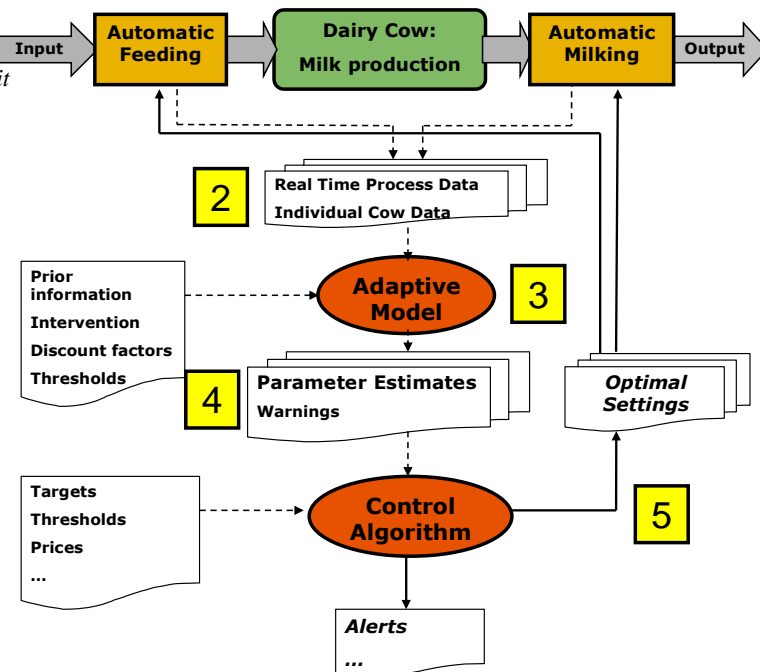 Input
it
Automatic
Feeding
Dairy Cow:
Milk production
Automatic
Milking
Output
2
Real Time Process Data
Individual Cow Data
Prior
information
Intervention
Discount factors
Thresholds
Adaptive
Model
3
4
Parameter Estimates
Warnings
Optimal
Settings
Targets
Thresholds
Prices
...
Control
Algorithm
5
Alerts
...